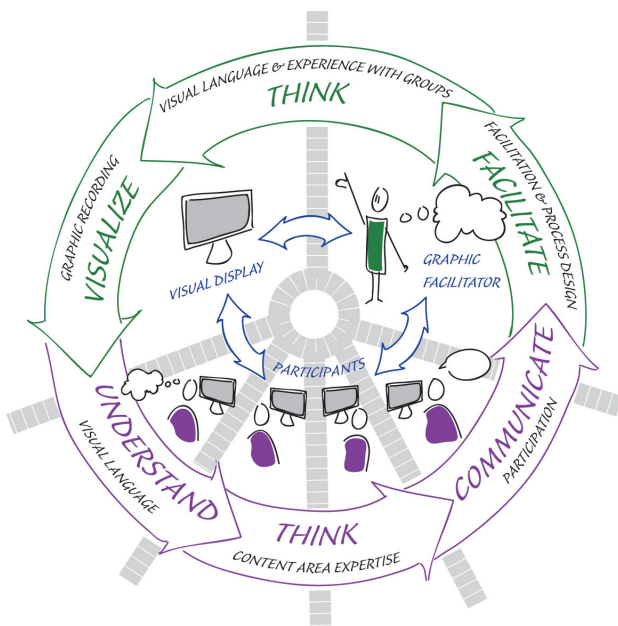 VISUAL LANGUAGE & EXPERIENCE WITH GROUPS
THINK
GRAPHIC RECORDING
VISUALIZE
FACILITATION & PROCESS DESIGN
FACILITATE
VISUAL DISPLAY
GRAPHIC
FACILITATOR
PARTICIPANTS
UNDERSTAND
VISUAL LANGUAGE
THINK
CONTENT AREA EXPERTISE
COMMUNICATE
PARTICIPATION